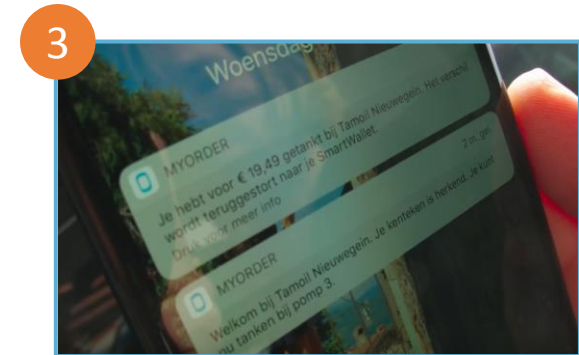 3
Woensdag
MYORDER
Je hebt voor € 19,49 getankt bij Tamoil Nieuwegein. Het verschil
wordt teruggestort naar je SmartWallet.
Druk voor meer info
MYORDER
2 m. gel
Welkom bij Tamoil Nieuwegein. Je kenteken is herkend. Je kunt
nu tanken bij pomp 3.